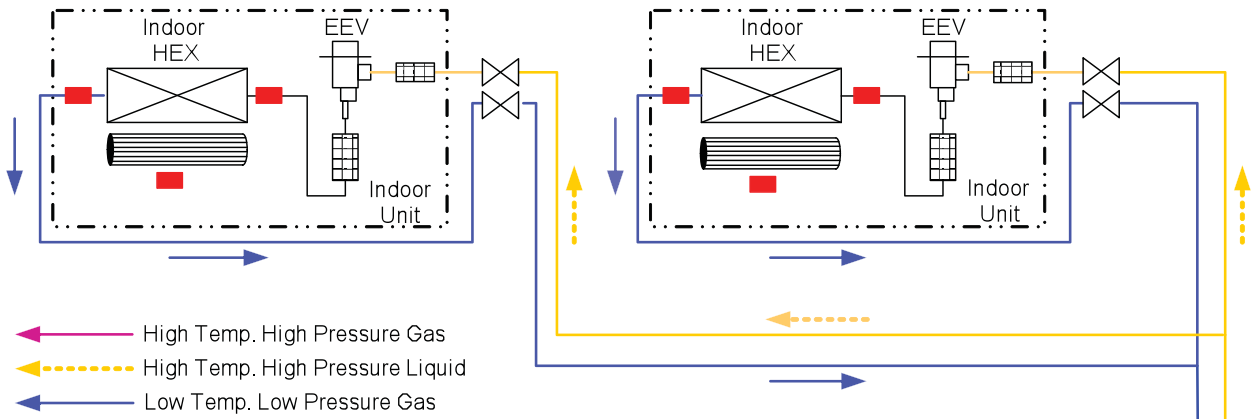 Indoor
HEX
EEV
Indoor
Unit
Indoor
HEX
EEV
Indoor
Unit
High Temp. High Pressure Gas
High Temp. High Pressure Liquid
Low Temp. Low Pressure Gas